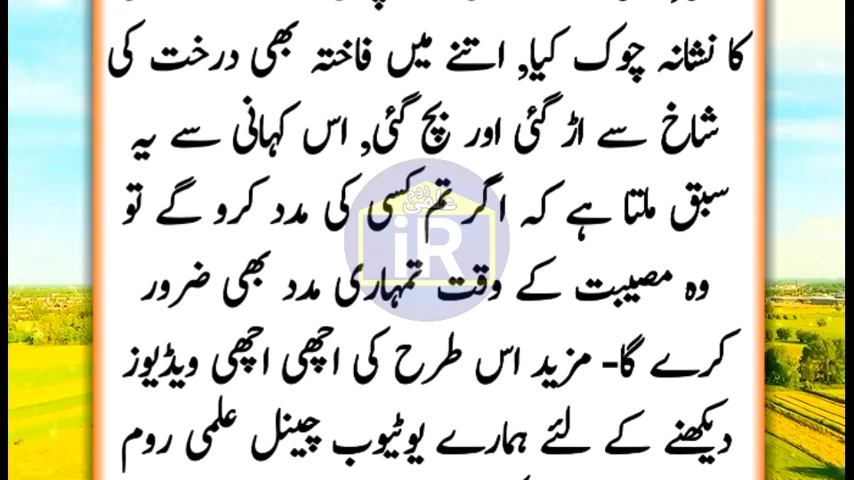 کا نشانہ چوک کیا, اتنے میں فاختہ بھی درخت کی
شاخ سے اڑ گئی اور بچ گئی, اس کہانی سے یہ
سبق ملتا ہے کہ اگر تم کسی کی مدد کرو گے تو
وہ مصیبت کے وقت تمہاری مدد بھی ضرور
کرے گا- مزید اس طرح کی اچھی اچھی ویڈیوز
دیکھنے کے لئے ہمارے یوٹیوب چینل علمی روم
علمی روم
iR